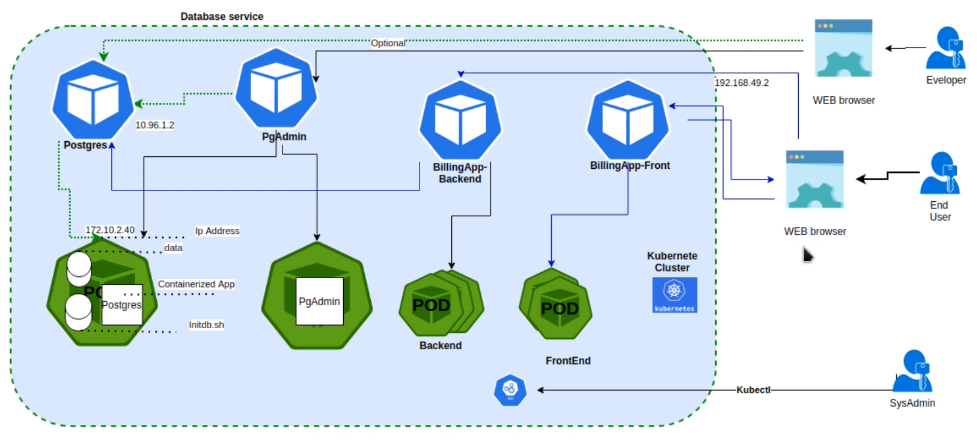 Database service
Optional
192.168.49.2
WEB browser
Eveloper
10.96.1.2
Postgres
PgAdmin
BillingApp-
Backend
BillingApp-Front
WEB browser
End
User
172.10.2.40
Ip Address
data
Containerized App
PO
Postgres
Initdb.sh
PgAdmin
POD
Backend
POD
FrontEnd
Kubernete
Cluster
kubernetes
Kubectl
SysAdmin